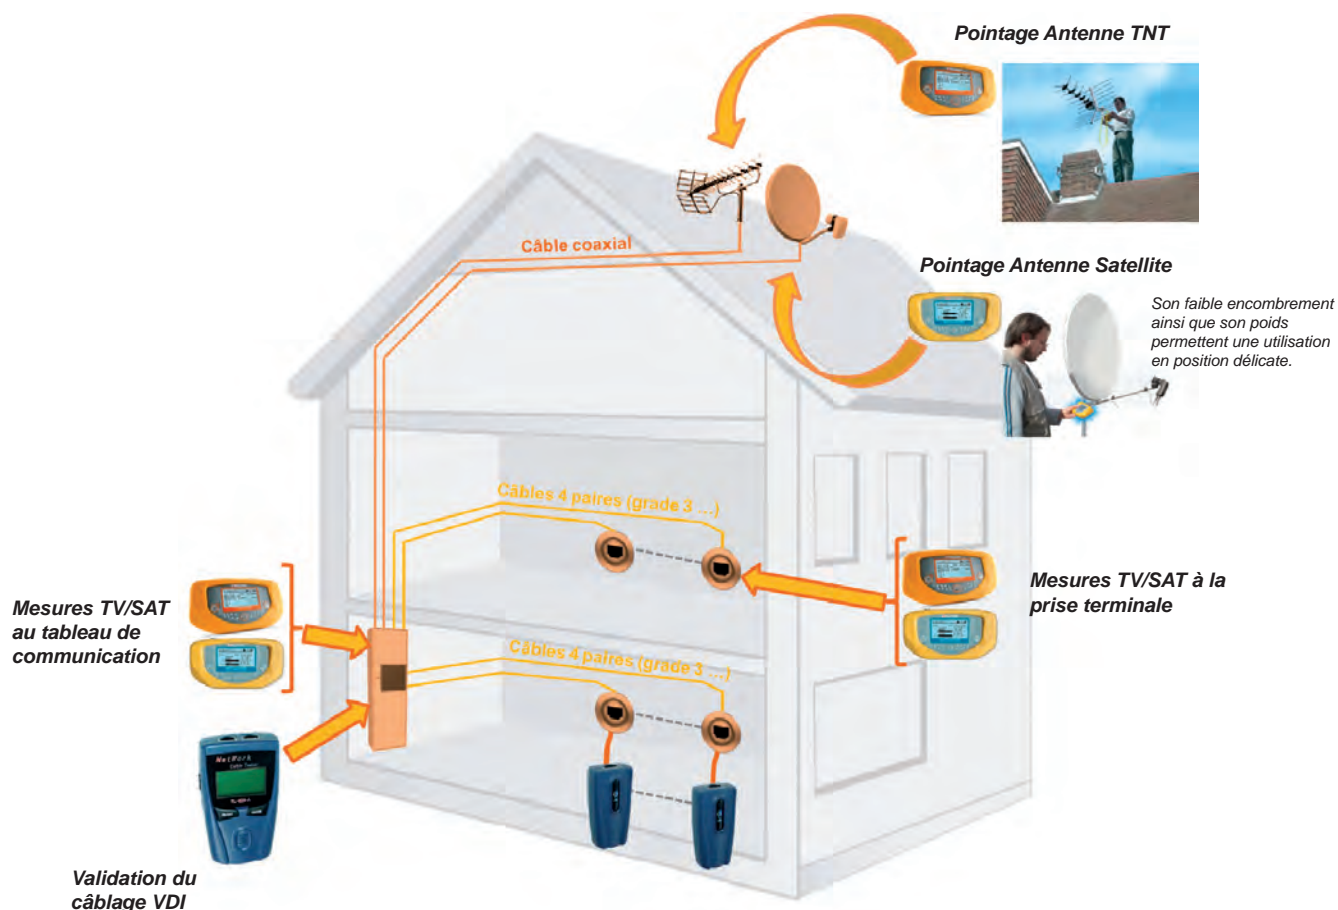 Pointage Antenne TNT
Câble coaxial
Pointage Antenne Satellite
Son faible encombrement
ainsi que son poids
permettent une utilisation
en position délicate.
Câbles 4 paires (grade 3 ...)
Mesures TV/SAT
au tableau de
communication
Mesures TV/SAT à la
prise terminale
Câbles 4 paires (grade 3 ...)
NetWork
Validation du
câblage VDI